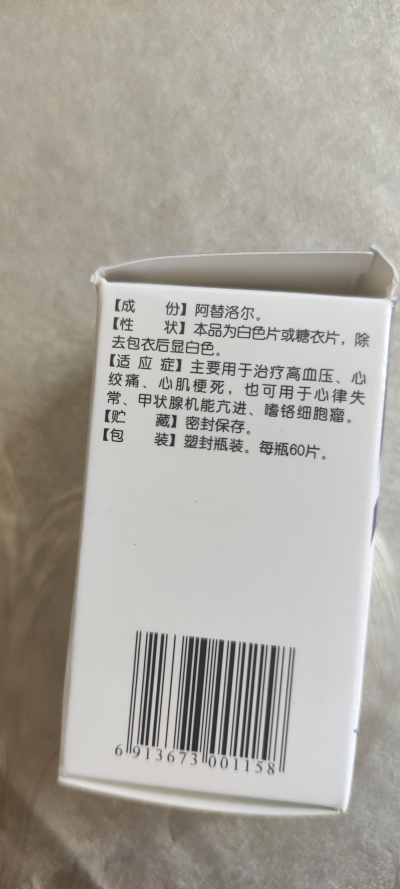 【成 份】阿替洛尔。
【性 状】本品为白色片或糖衣片，除
去包衣后显白色。
【适 应 症】主要用于治疗高血压、心
绞痛、心肌梗死，也可用于心律失
常、甲状腺机能亢进、嗜铬细胞瘤。
【贮 藏】密封保存。
【包 装】塑封瓶装。每瓶60片。
6 913673 001158